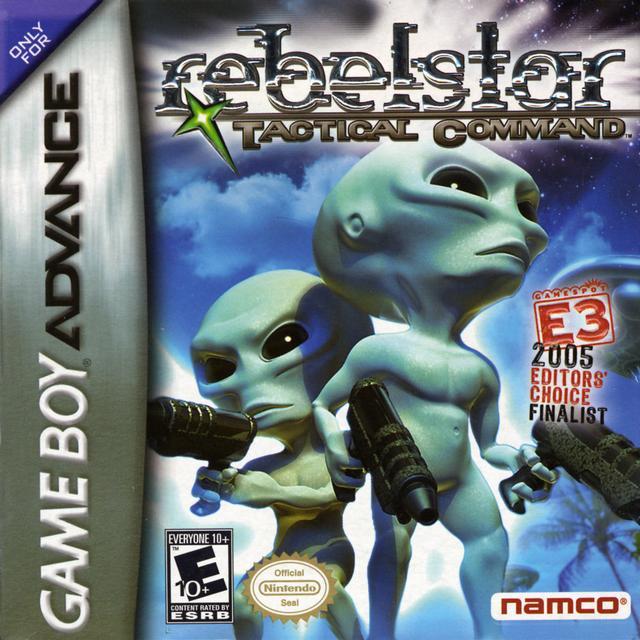 ONLY
FOR
GAME BOY ADVANCE
rebelstar
TACTICAL COMMAND™
GAMESPOT
E3
2005
EDITORS'
CHOICE
FINALIST
EVERYONE 10+
™
E
10+
CONTENT RATED BY
ESRB
Official
Nintendo®
Seal
namco®